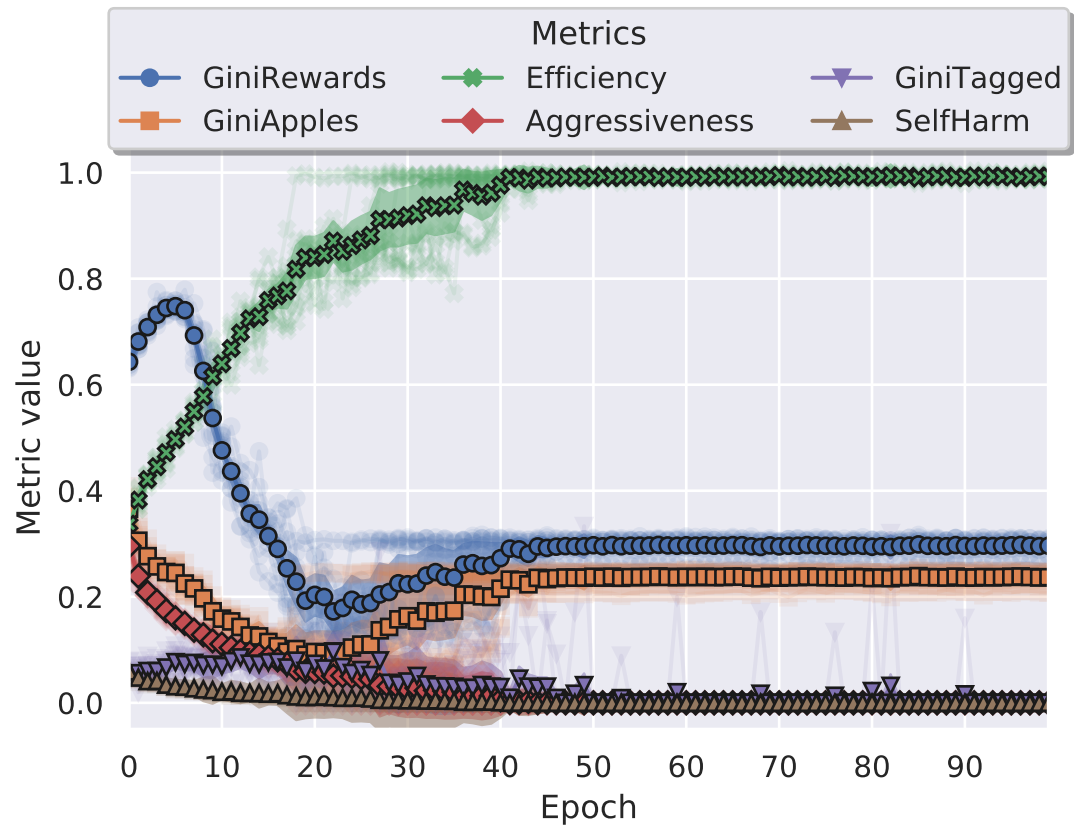 Metrics
GiniRewards Efficiency GiniTagged
GiniApples Aggressiveness SelfHarm
1.0
0.8
0.6
0.4
0.2
0.0
Metric value
0 10 20 30 40 50 60 70 80 90
Epoch